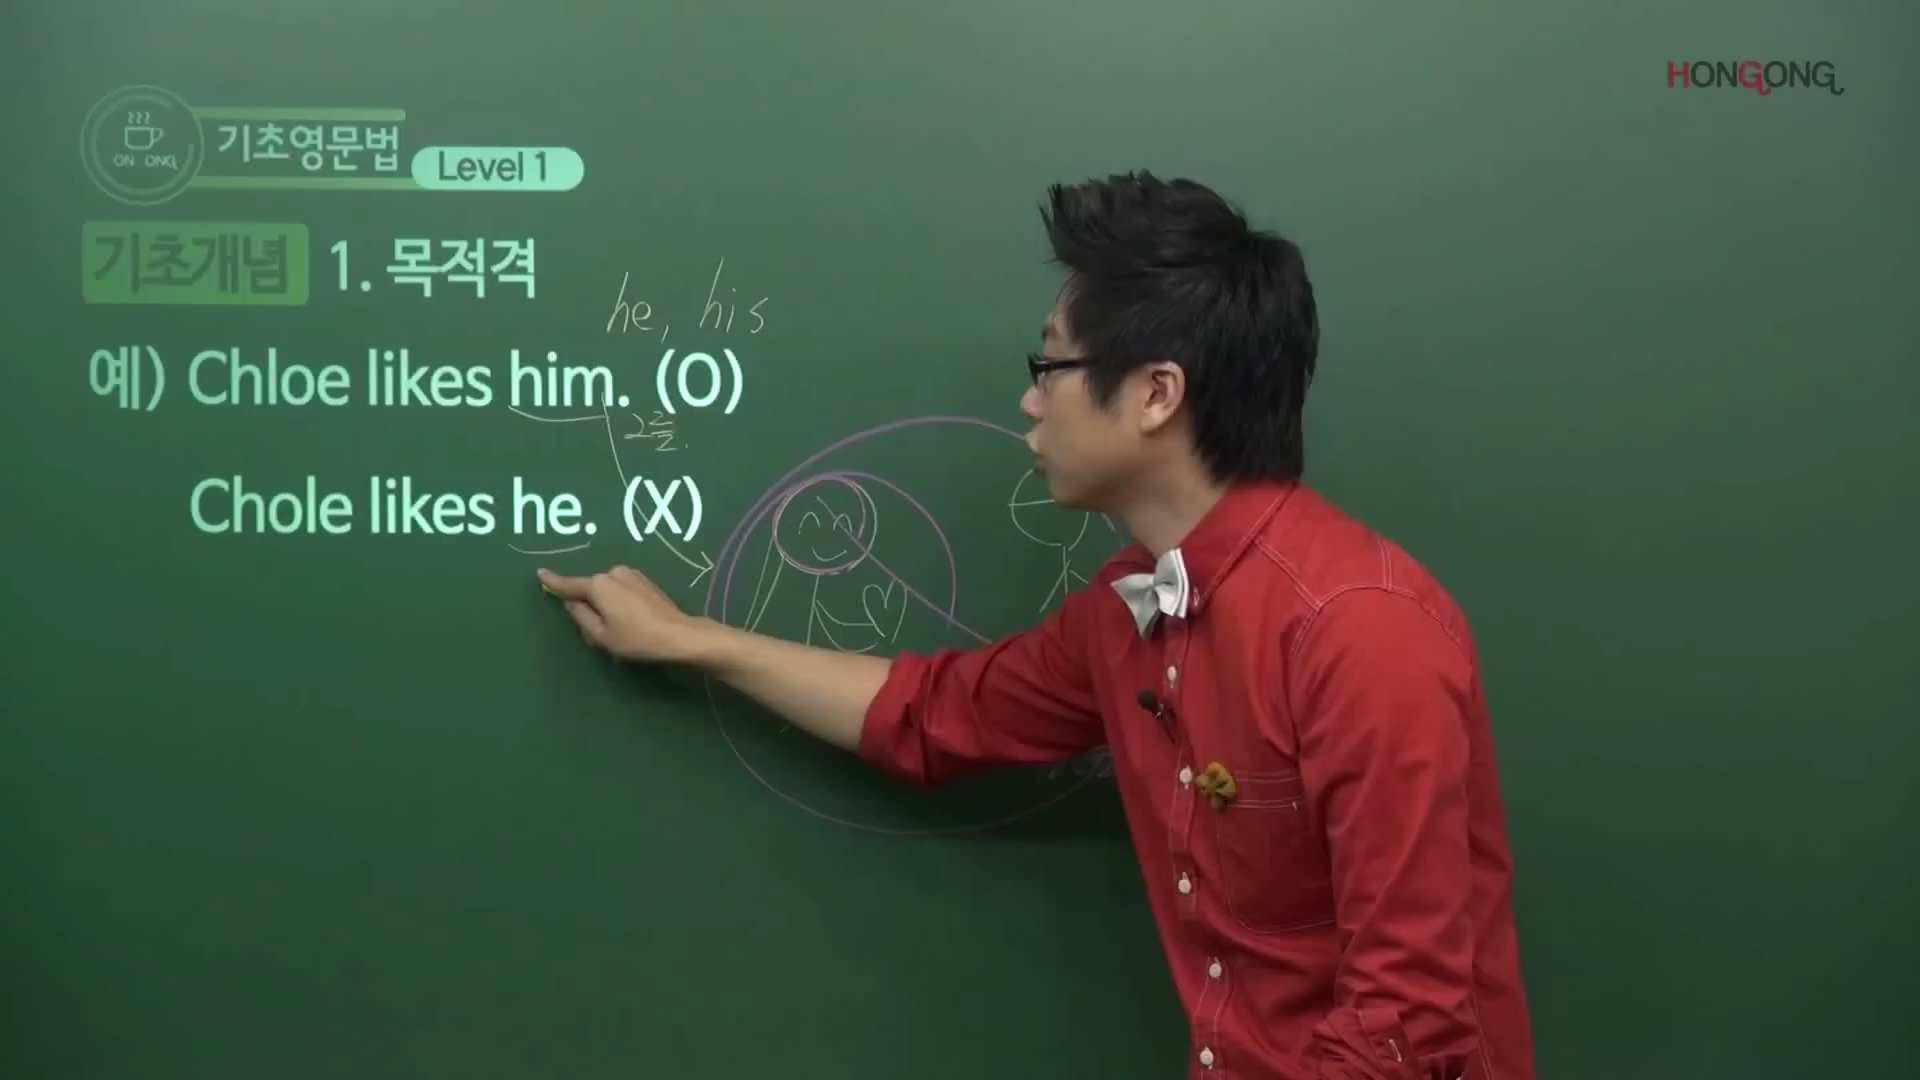 HONGONG
ON ONG
기초영문법
Level 1
기초개념 1. 목적격
he, his
예) Chloe likes him. (O)
2를.
Chole likes he. (X)